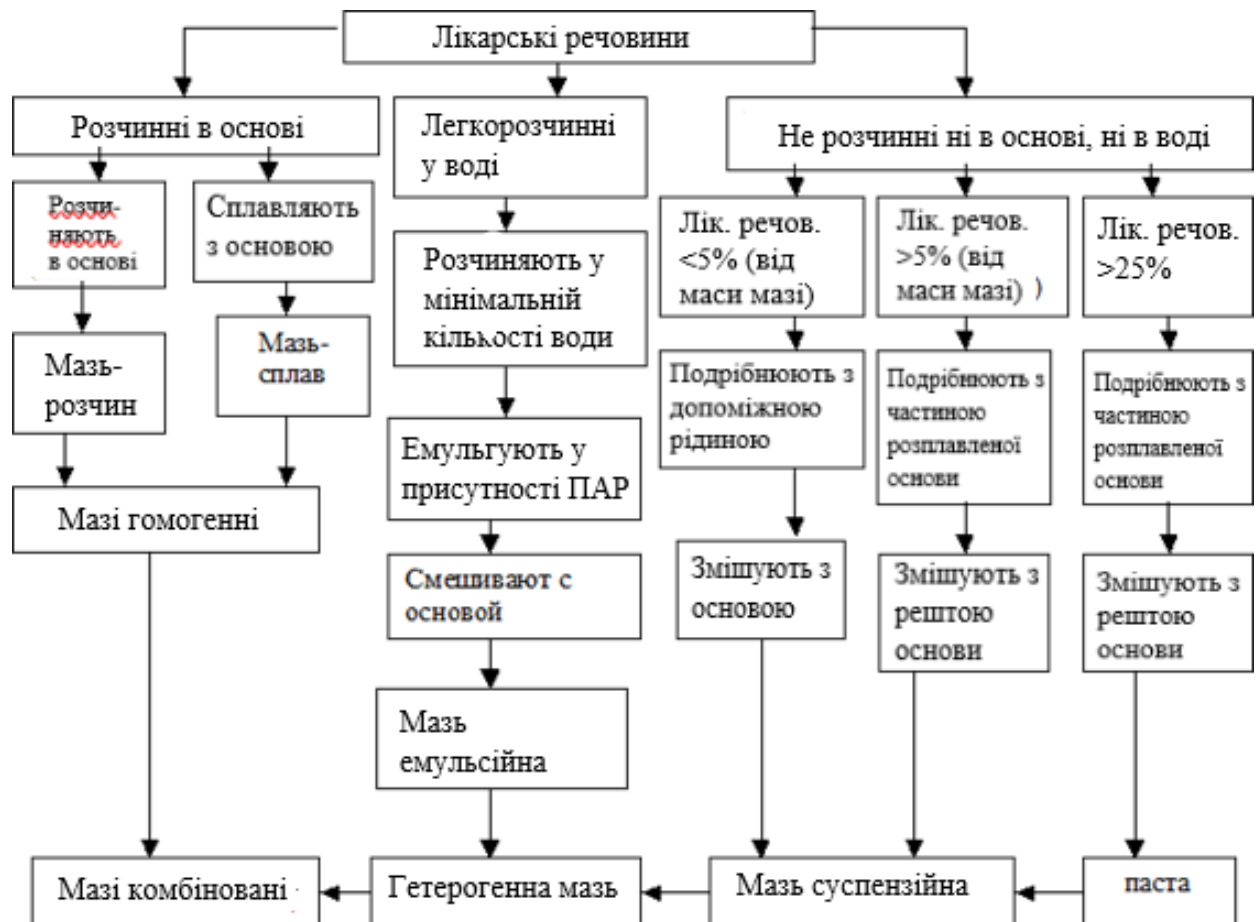 Лікарські речовини
Розчинні в основі
Легкорозчинні
у воді
Не розчинні ні в основі, ні в воді
Розчи-
няють
в основі
Сплавляють
з основою
Розчиняють у
мінімальній
кількості води
Лік. речов.
<5% (від
маси мазі)
Лік. речов.
>5% (від
маси мазі) )
Лік. речов.
>25%
Мазь-
розчин
Мазь-
сплав
Подрібнюють з
допоміжною
рідиною
Подрібнюють з
частиною
розплавленої
основи
Подрібнюють з
частиною
розплавленої
основи
Емульгують у
присутності ПАР
Мазі гомогенні
Смешивают с
основой
Змішують з
основою
Змішують з
рештою
основи
Змішують з
рештою
основи
Мазь
емульсійна
Мазі комбіновані
Гетерогенна мазь
Мазь суспензійна
паста